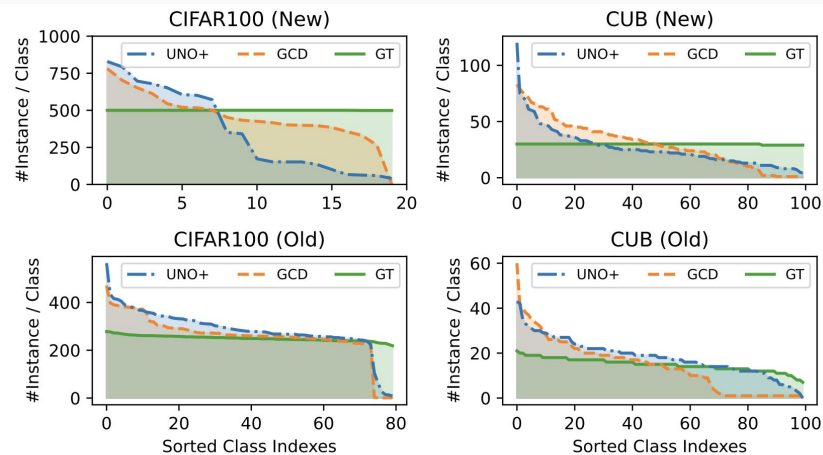 CIFAR100 (New)
#Instance / Class
1000
750
500
250
0
UNO+ GCD GT
0 5 10 15 20
CUB (New)
#Instance / Class
100
50
0
UNO+ GCD GT
0 20 40 60 80 100
CIFAR100 (Old)
#Instance / Class
400
200
0
UNO+ GCD GT
0 20 40 60 80
Sorted Class Indexes
CUB (Old)
#Instance / Class
60
40
20
0
UNO+ GCD GT
0 20 40 60 80 100
Sorted Class Indexes